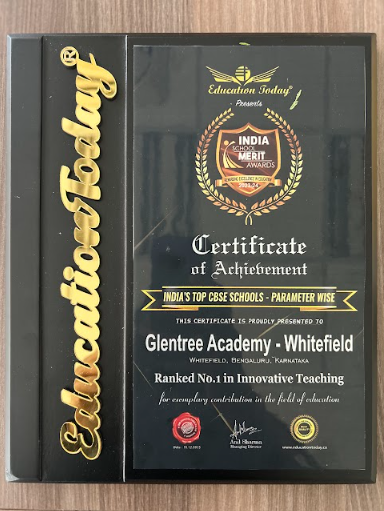 EducationToday®
Education Today®
Presents
INDIA
SCHOOL
MERIT
AWARDS
2023-24
Certificate
of Achievement
INDIA'S TOP CBSE SCHOOLS - PARAMETER WISE
THIS CERTIFICATE IS PROUDLY PRESENTED TO
Glentree Academy - Whitefield
WHITEFIELD, BENGALURU, KARNATAKA
Ranked No.1 in Innovative Teaching
for exemplary contribution in the field of education
Anil Sharma
Managing Director
www.educationtoday.co